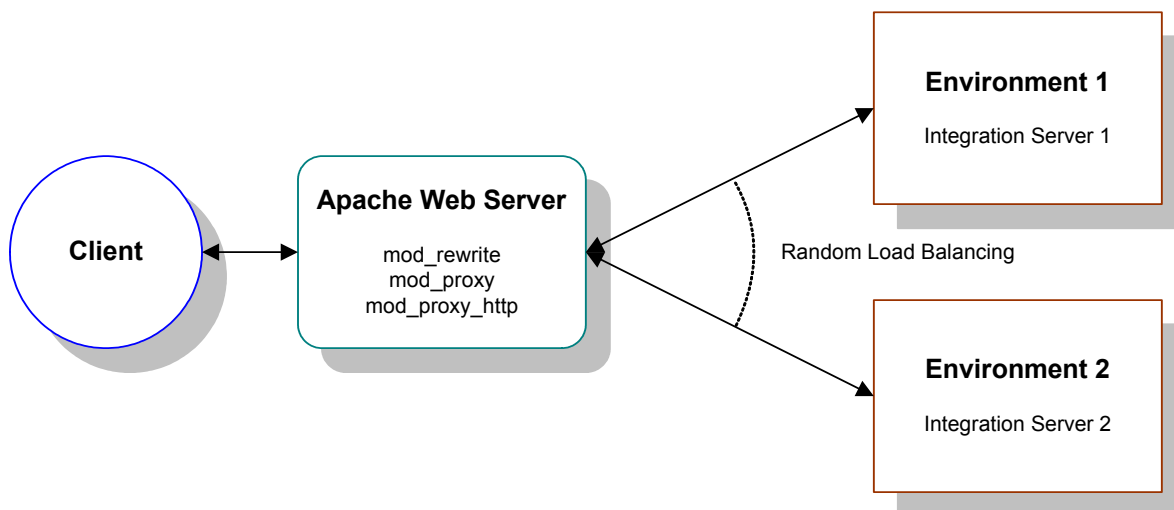 Client
Apache Web Server
mod_rewrite
mod_proxy
mod_proxy_http
Random Load Balancing
Environment 1
Integration Server 1
Environment 2
Integration Server 2